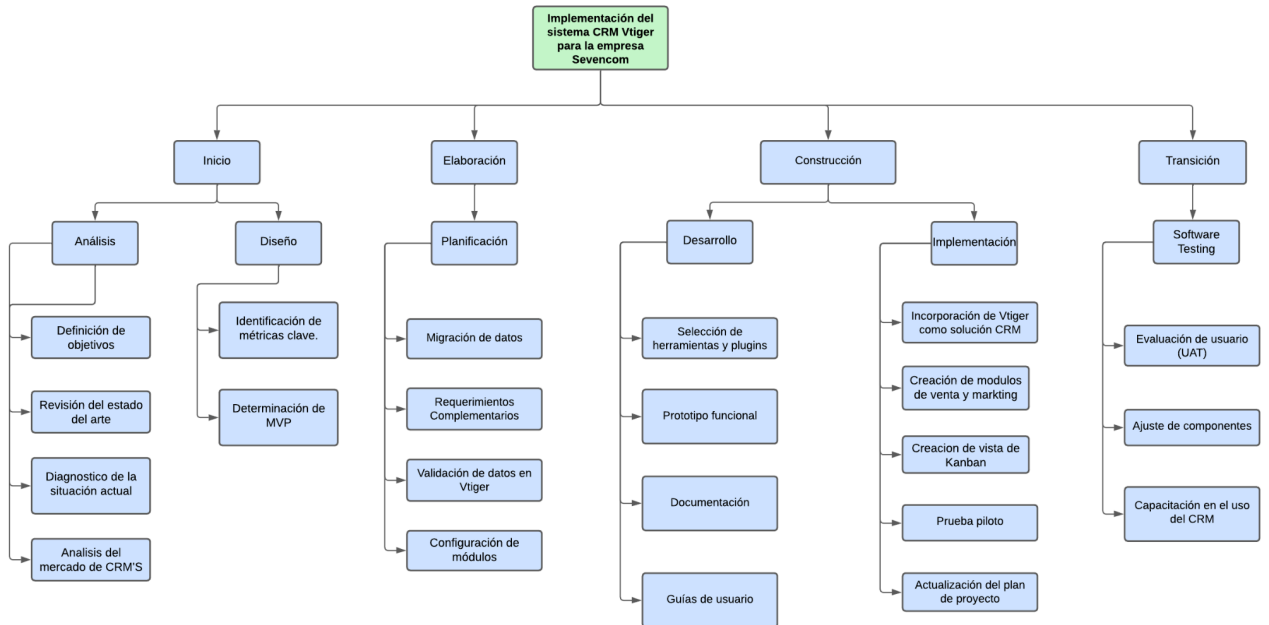 Implementación del
sistema CRM Vtiger
para la empresa
Sevencom
Inicio
Elaboración
Construcción
Transición
Análisis
Diseño
Planificación
Desarrollo
Implementación
Software
Testing
Definición de
objetivos
Revisión del estado
del arte
Diagnostico de la
situación actual
Analisis del
mercado de CRM'S
Identificación de
métricas clave.
Determinación de
MVP
Migración de datos
Requerimientos
Complementarios
Validación de datos en
Vtiger
Configuración de
módulos
Selección de
herramientas y plugins
Prototipo funcional
Documentación
Guías de usuario
Incorporación de Vtiger
como solución CRM
Creación de modulos
de venta y markting
Creacion de vista de
Kanban
Prueba piloto
Actualización del plan
de proyecto
Evaluación de usuario
(UAT)
Ajuste de componentes
Capacitación en el uso
del CRM